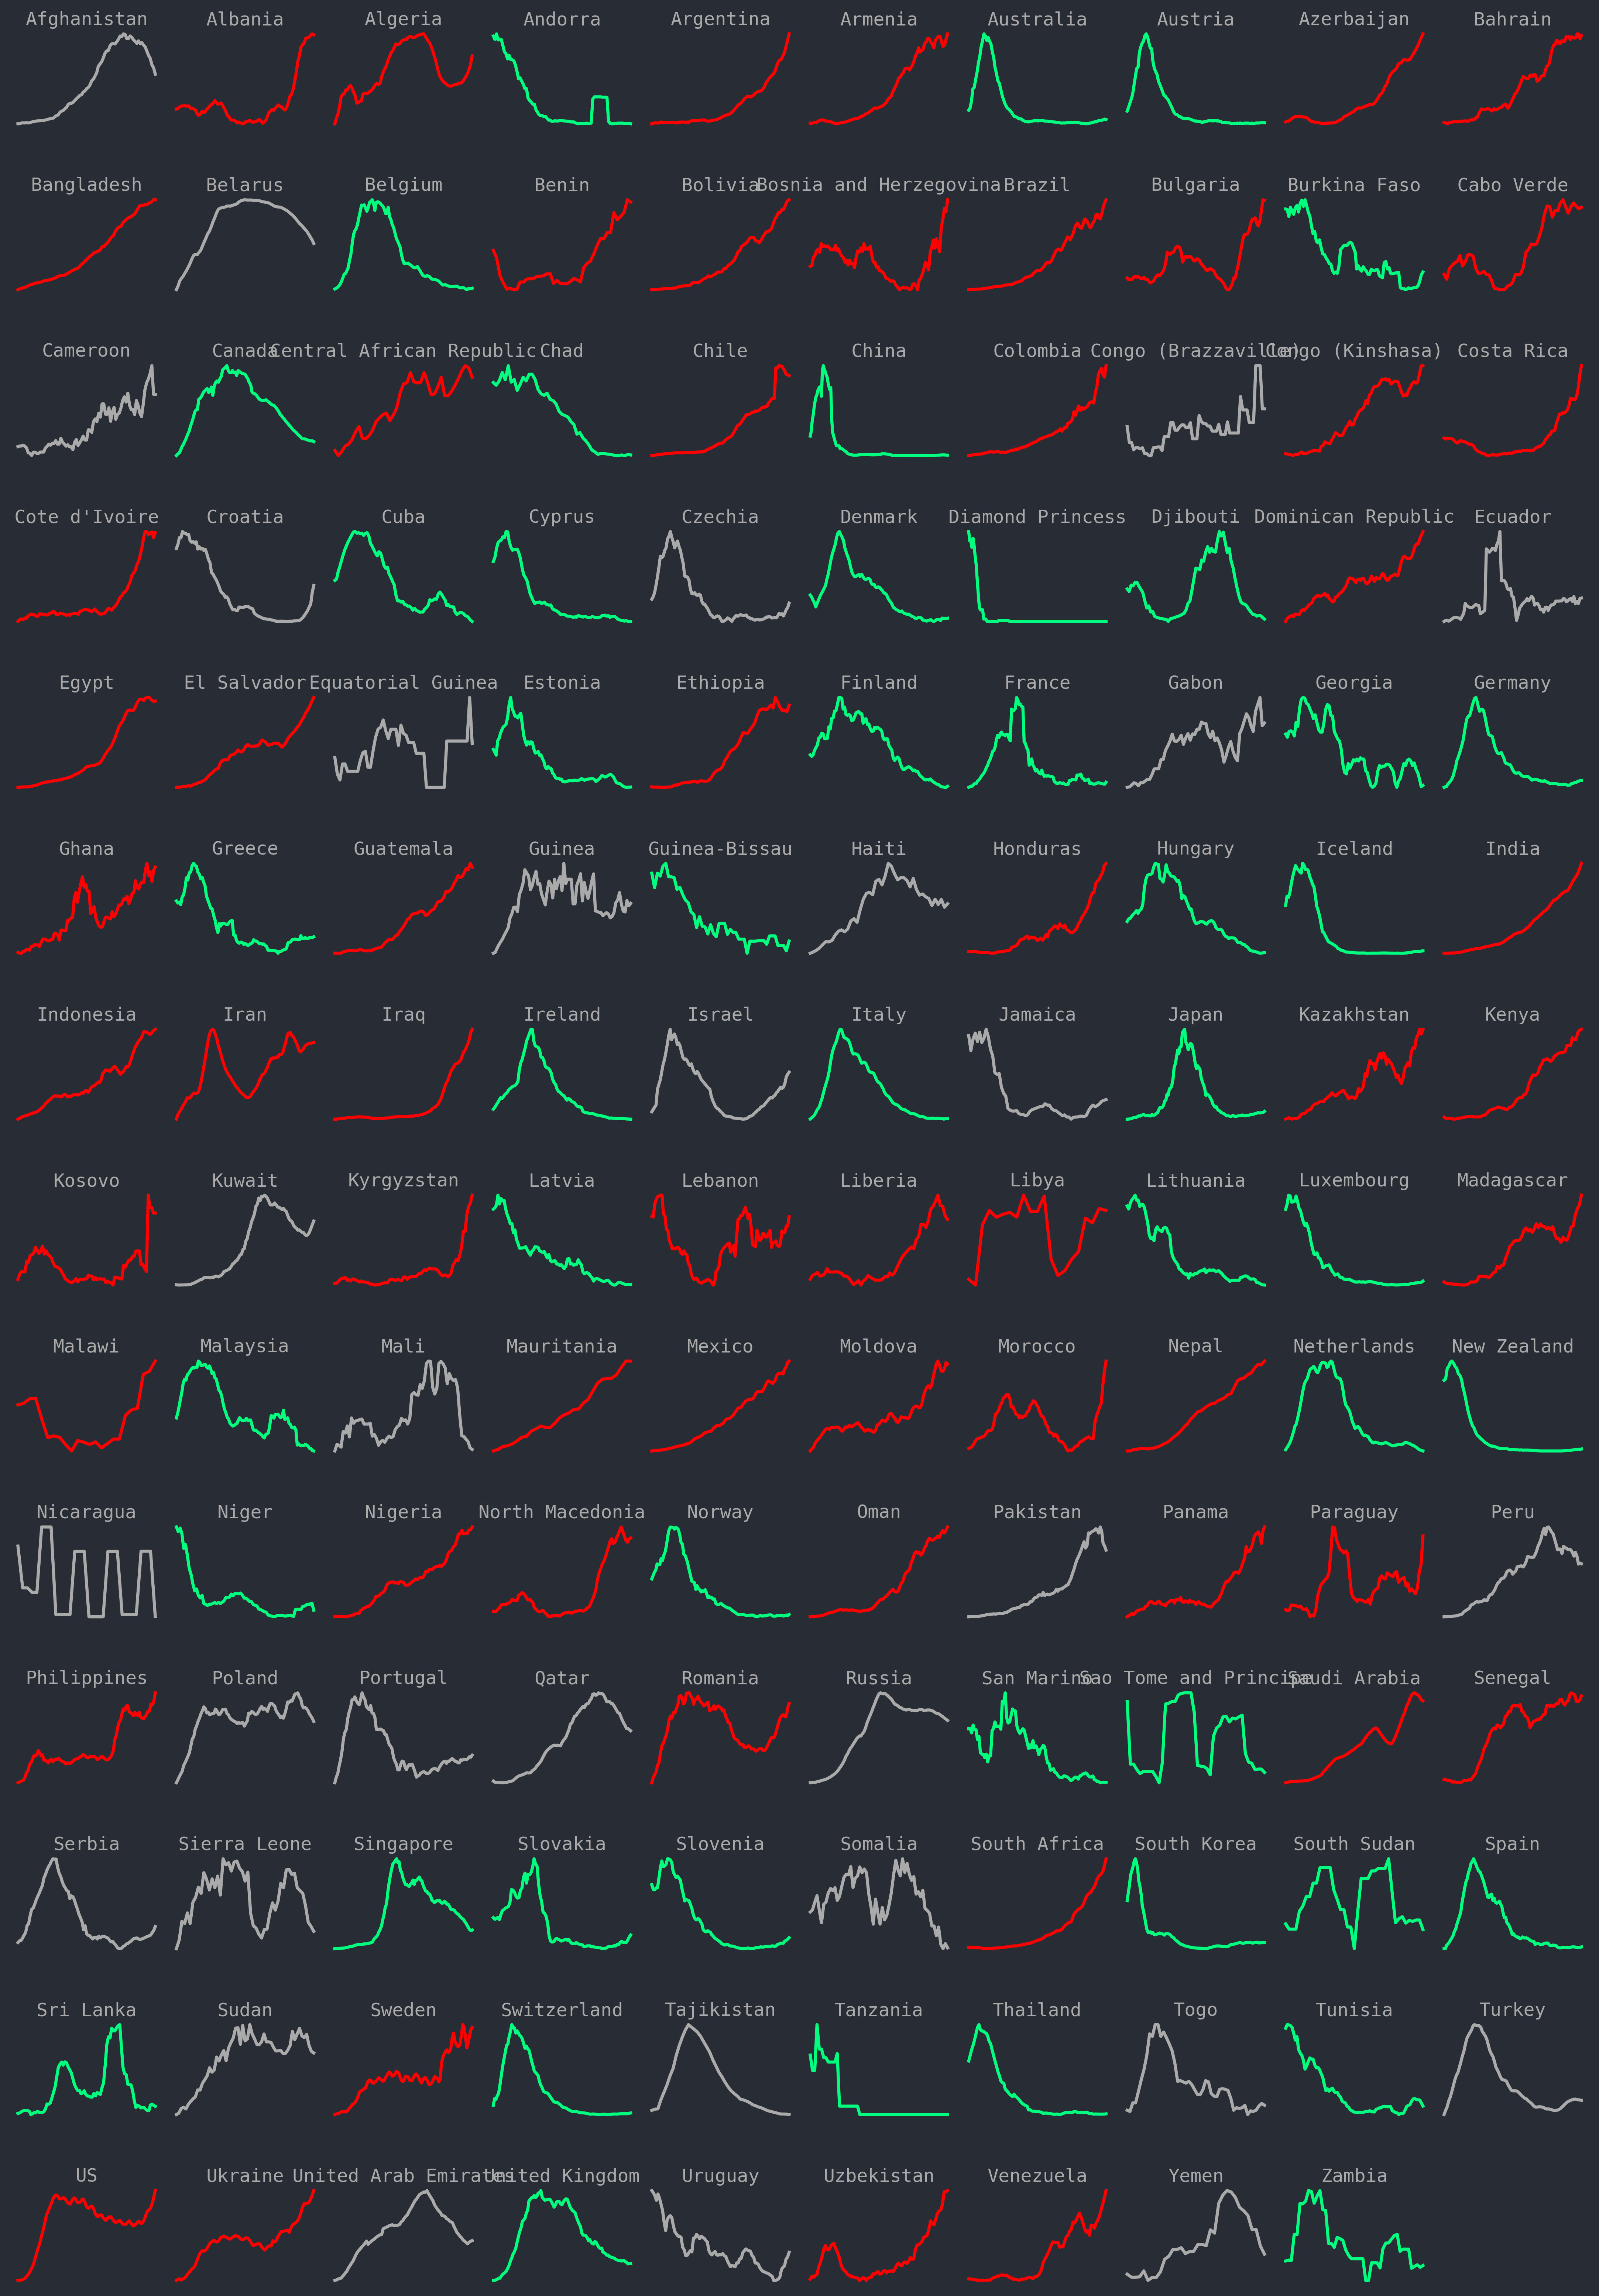 Afghanistan Albania Algeria Andorra Argentina Armenia Australia Austria Azerbaijan Bahrain
Bangladesh Belarus Belgium Benin Bolivia Bosnia and Herzegovina Brazil Bulgaria Burkina Faso Cabo Verde
Cameroon Canada Central African Republic Chad Chile China Colombia Congo (Brazzaville) Congo (Kinshasa) Costa Rica
Cote d'Ivoire Croatia Cuba Cyprus Czechia Denmark Diamond Princess Djibouti Dominican Republic Ecuador
Egypt El Salvador Equatorial Guinea Estonia Ethiopia Finland France Gabon Georgia Germany
Ghana Greece Guatemala Guinea Guinea-Bissau Haiti Honduras Hungary Iceland India
Indonesia Iran Iraq Ireland Israel Italy Jamaica Japan Kazakhstan Kenya
Kosovo Kuwait Kyrgyzstan Latvia Lebanon Liberia Libya Lithuania Luxembourg Madagascar
Malawi Malaysia Mali Mauritania Mexico Moldova Morocco Nepal Netherlands New Zealand
Nicaragua Niger Nigeria North Macedonia Norway Oman Pakistan Panama Paraguay Peru
Philippines Poland Portugal Qatar Romania Russia San Marino Sao Tome and Principe Saudi Arabia Senegal
Serbia Sierra Leone Singapore Slovakia Slovenia Somalia South Africa South Korea South Sudan Spain
Sri Lanka Sudan Sweden Switzerland Tajikistan Tanzania Thailand Togo Tunisia Turkey
US Ukraine United Arab Emirates United Kingdom Uruguay Uzbekistan Venezuela Yemen Zambia